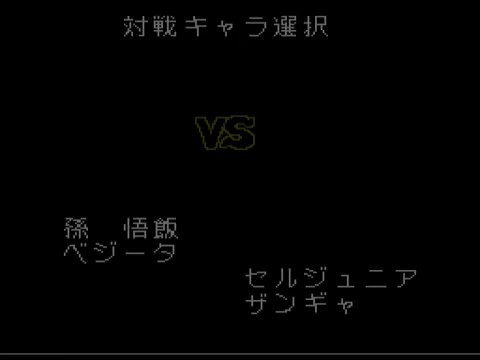 対戦キャラ選択
VS
孫　悟飯
ベジータ
セルジュニア
ザンギャ